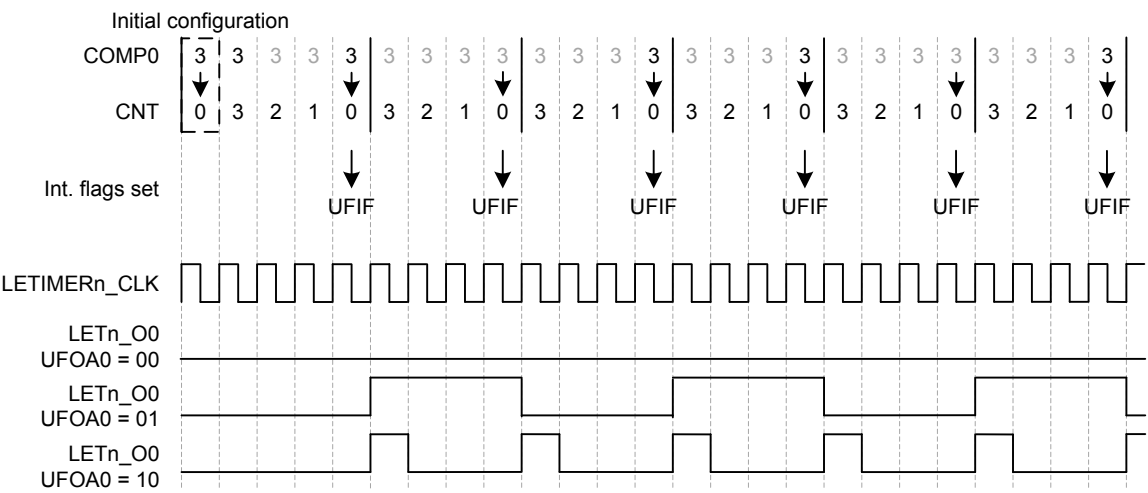 Initial configuration
COMP0 3 3 3 3 3 3 3 3 3 3 3 3 3 3 3 3 3 3 3 3 3 3 3 3 3
CNT 0 3 2 1 0 3 2 1 0 3 2 1 0 3 2 1 0 3 2 1 0 3 2 1 0
Int. flags set
UFIF UFIF UFIF UFIF UFIF UFIF
LETIMERn_CLK
LETn_O0
UFOA0 = 00
LETn_O0
UFOA0 = 01
LETn_O0
UFOA0 = 10